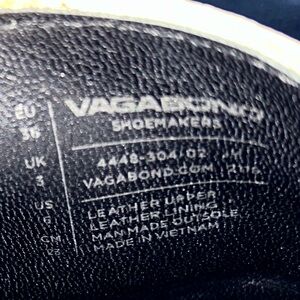 VAGABOND
SHOEMAKERS
EU
36
UK
3
US
6
CM
4448-304-02
VAGABOND.COM
LEATHER UPPER
LEATHER LINING
MAN MADE OUTSOLE
MADE IN VIETNAM